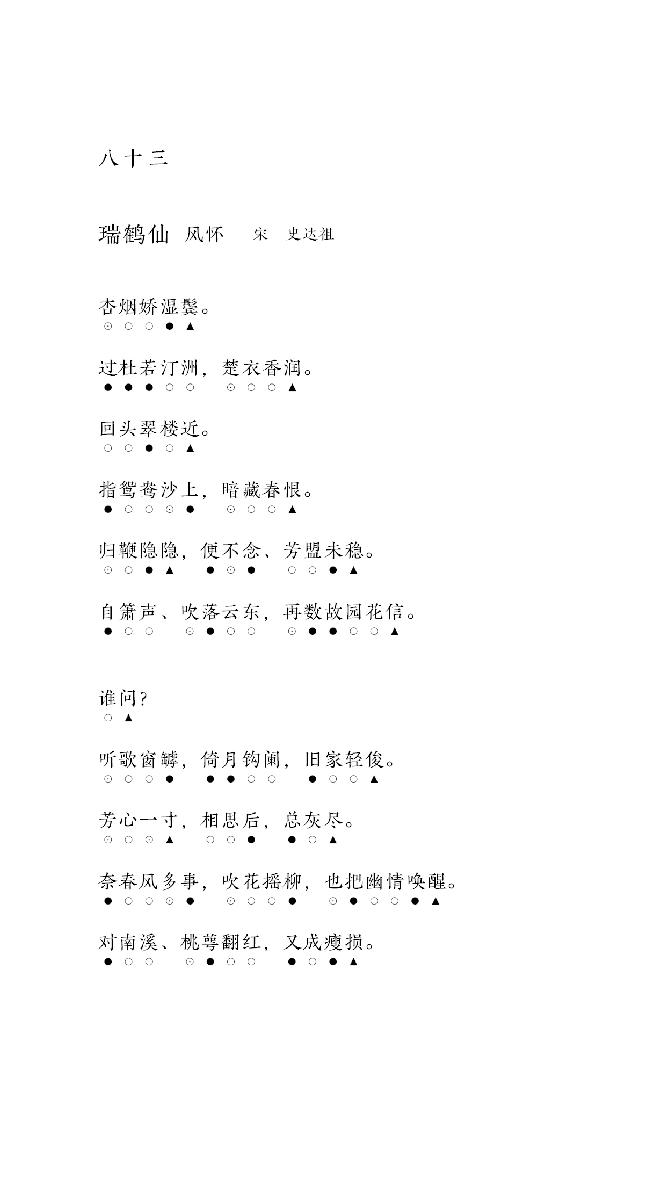 八十三
瑞鹤仙 风怀 宋 史达祖
杏烟娇湿鬓。
⊙○○●▲
过杜若汀洲，楚衣香润。
●●●○○ ⊙○○▲
回头翠楼近。
○○●○▲
指鸳鸯沙上，暗藏春恨。
●○○⊙● ⊙○○▲
归鞭隐隐，便不念、芳盟未稳。
⊙○●▲ ●⊙● ○○●▲
自箫声、吹落云东，再数故园花信。
●○○ ⊙●○○ ⊙●●○○▲
谁问？
○▲
听歌窗罅，倚月钩阑，旧家轻俊。
⊙○○● ●●○○ ●○○▲
芳心一寸，相思后，总灰尽。
⊙○⊙▲ ○○● ●○▲
奈春风多事，吹花摇柳，也把幽情唤醒。
●○○⊙● ⊙○○● ⊙●○○●▲
对南溪、桃萼翻红，又成瘦损。
●○○ ⊙●○○ ●○●▲